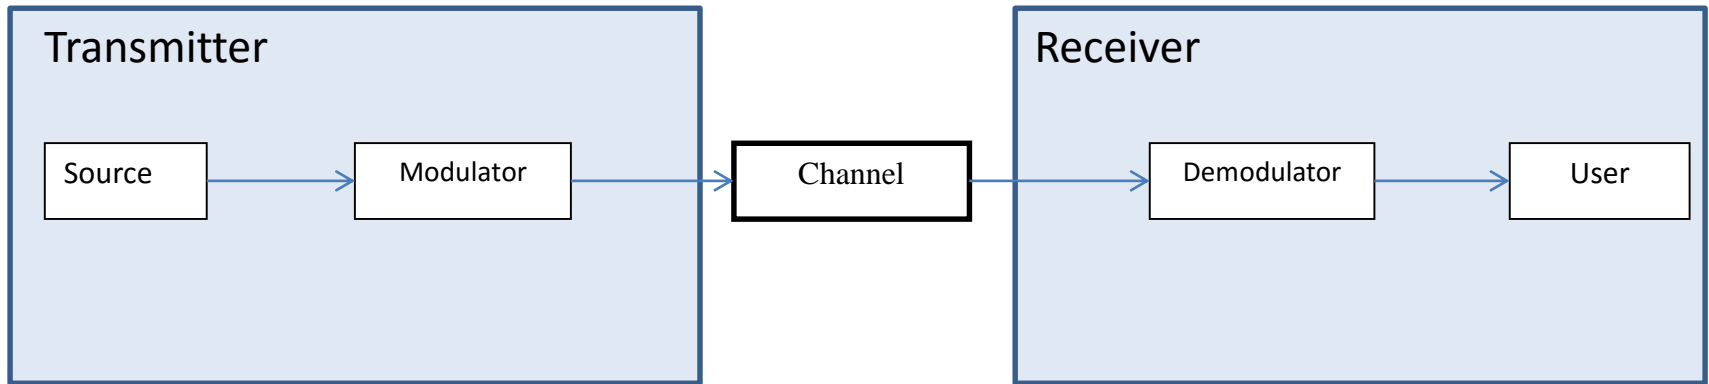 Transmitter
Receiver
Source
Modulator
Channel
Demodulator
User